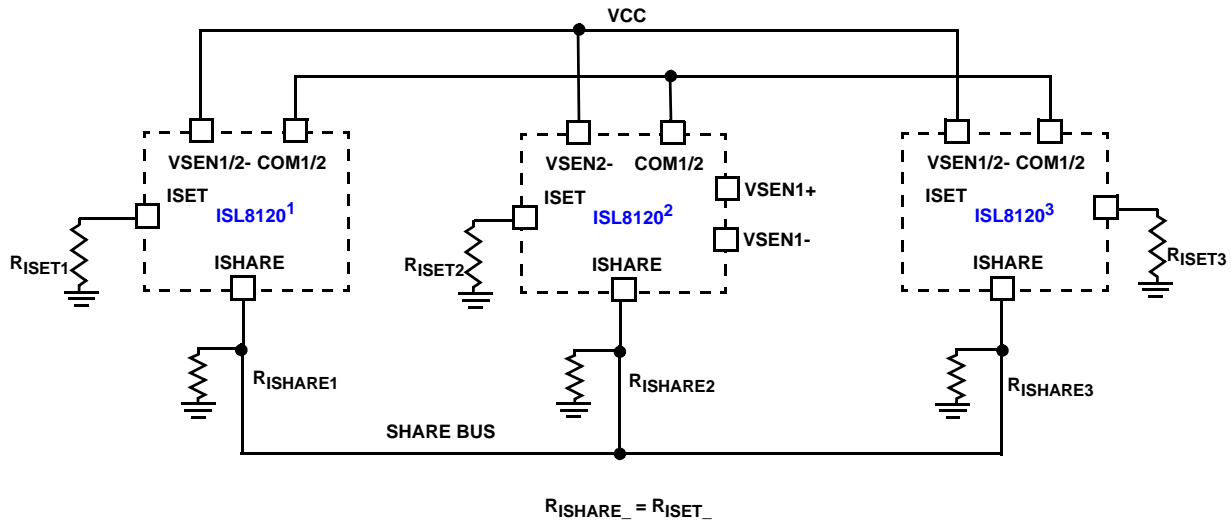 VCC
VSEN1/2- COM1/2
ISET
ISL8120¹
RISET1
ISHARE
RISHARE1
VSEN2- COM1/2
ISET
ISL8120²
VSEN1+
VSEN1-
RISET2
ISHARE
RISHARE2
VSEN1/2- COM1/2
ISET
ISL8120³
RISET3
ISHARE
RISHARE3
SHARE BUS
RISHARE_ = RISET_